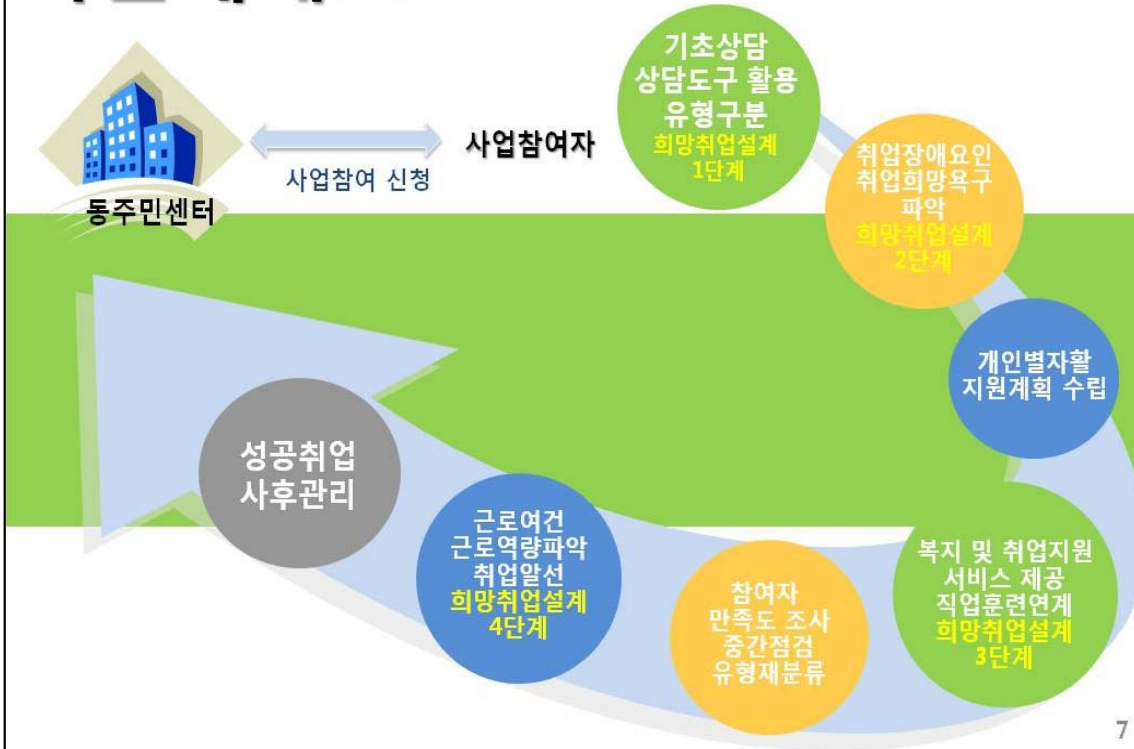 동주민센터
사업참여 신청
사업참여자
기초상담
상담도구 활용
유형구분
희망취업설계
1단계
취업장애요인
취업희망욕구
파악
희망취업설계
2단계
개인별자활
지원계획 수립
복지 및 취업지원
서비스 제공
직업훈련연계
희망취업설계
3단계
참여자
만족도 조사
중간점검
유형재분류
근로여건
근로역량파악
취업알선
희망취업설계
4단계
성공취업
사후관리
7